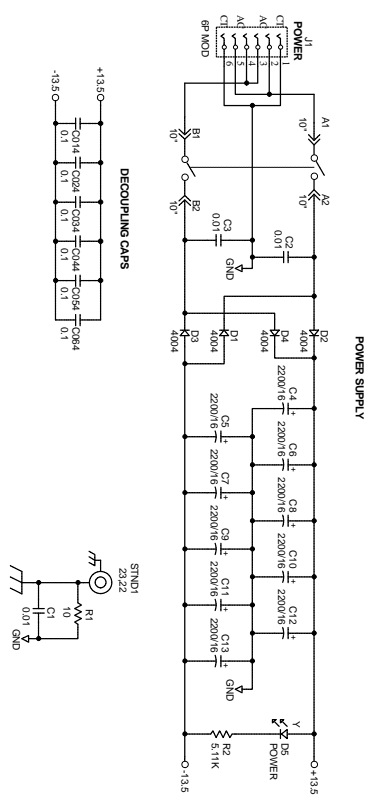 POWER SUPPLY
J1
POWER
6P MOD
CT
AC
AC
CT
1
2
3
4
5
6
A1
10"
A2
10"
B1
10"
B2
10"
C2
0.01
C3
0.01
GND
D2
4004
D4
4004
D1
4004
D3
4004
C4
2200/16
C6
2200/16
C8
2200/16
C10
2200/16
C12
2200/16
C5
2200/16
C7
2200/16
C9
2200/16
C11
2200/16
C13
2200/16
GND
Y
D5
POWER
R2
5.11K
+13.5
-13.5
DECOUPLING CAPS
+13.5
-13.5
C014
0.1
C024
0.1
C034
0.1
C044
0.1
C054
0.1
C064
0.1
STND1
23,22
R1
10
C1
0.01
GND